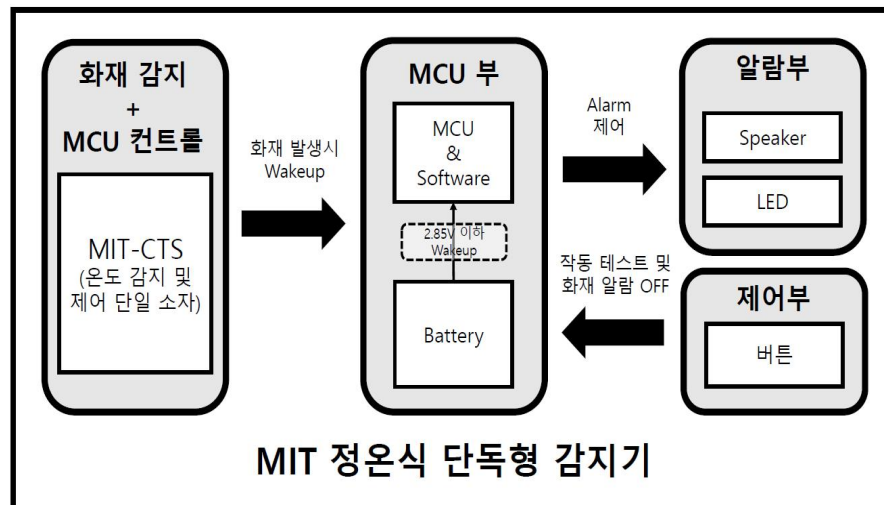 화재 감지
+
MCU 컨트롤
MIT-CTS
(온도 감지 및
제어 단일 소자)
화재 발생시
Wakeup
MCU 부
MCU
&
Software
2.85V 이하
Wakeup
Battery
Alarm
제어
작동 테스트 및
화재 알람 OFF
알람부
Speaker
LED
제어부
버튼
MIT 정온식 단독형 감지기